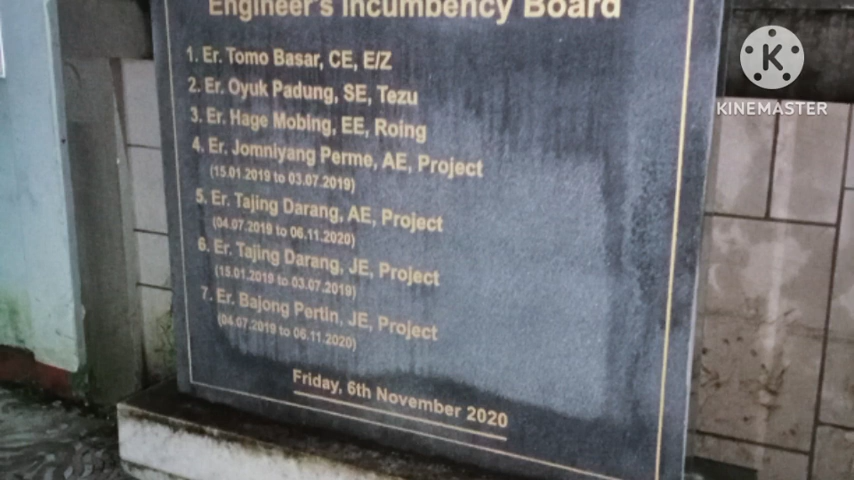 Engineer's Incumbency Board
1. Er. Tomo Basar, CE, E/Z
2. Er. Oyuk Padung, SE, Tezu
3. Er. Hage Mobing, EE, Roing
4. Er. Jomniyang Perme, AE, Project
(15.01.2019 to 03.07.2019)
5. Er. Tajing Darang, AE, Project
(04.07.2019 to 06.11.2020)
6. Er. Tajing Darang, JE, Project
(15.01.2019 to 03.07.2019)
7. Er. Bajong Pertin, JE, Project
(04.07.2019 to 06.11.2020)
Friday, 6th November 2020
K
KINEMASTER